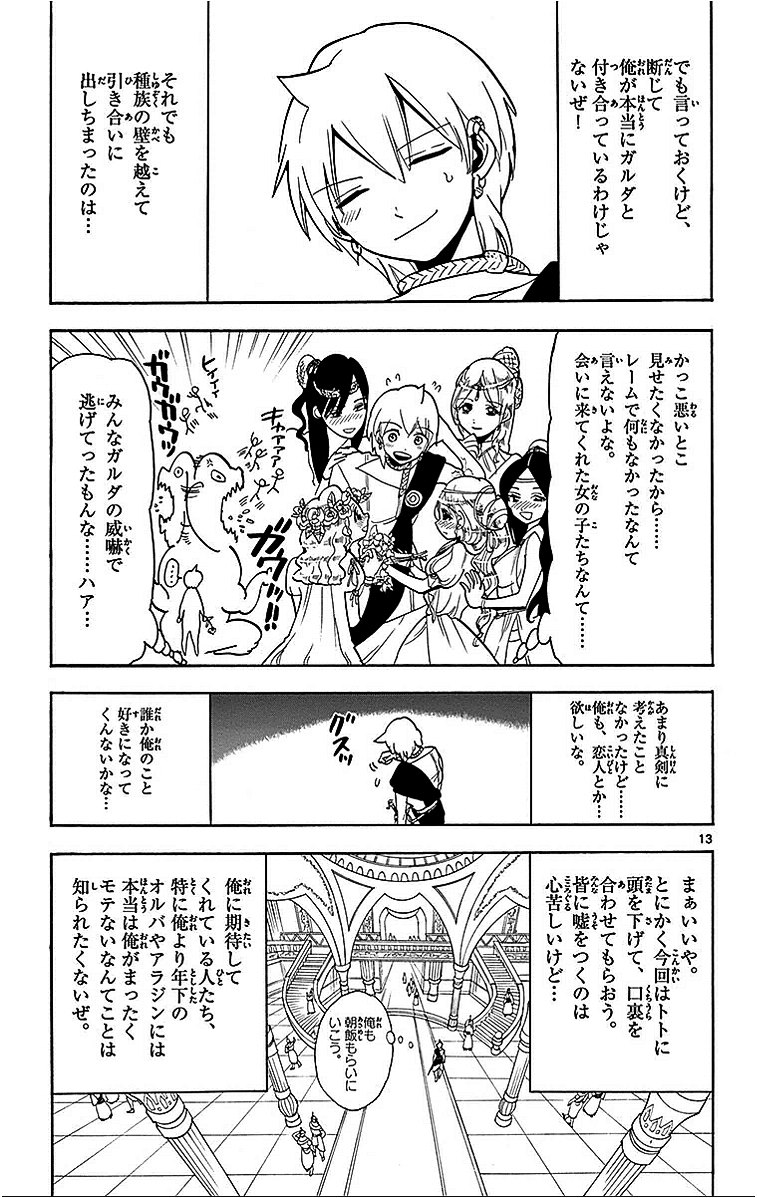 でも言っておくけど、
断じて
俺が本当にガルダと
付き合っているわけじゃ
ないぜ!
それでも
種族の壁を越えて
引き合いに
出しちまったのは…
かっこ悪いとこ
見せたくなかったから……
レームで何もなかったなんて
言えないよな。
会いに来てくれた女の子たちなんて……
キャアァァ
ヒィィィ
ガウガウッ
ガウッ!!
……
みんなガルダの威嚇で
逃げてったもんな……ハァ…
あまり真剣に
考えたこと
なかったけど……
俺も、恋人とか…
欲しいな。
グスッ
誰か俺のこと
好きになって
くんないかな…
13
まぁいいや。
とにかく今回はトトに
頭を下げて、口裏を
合わせてもらおう。
皆に嘘をつくのは
心苦しいけど…
俺も
朝飯もらいに
いこう。
俺に期待して
くれている人たち、
特に俺より年下の
オルバやアラジンには
本当は俺がまったく
モテないなんてことは
知られたくないぜ。